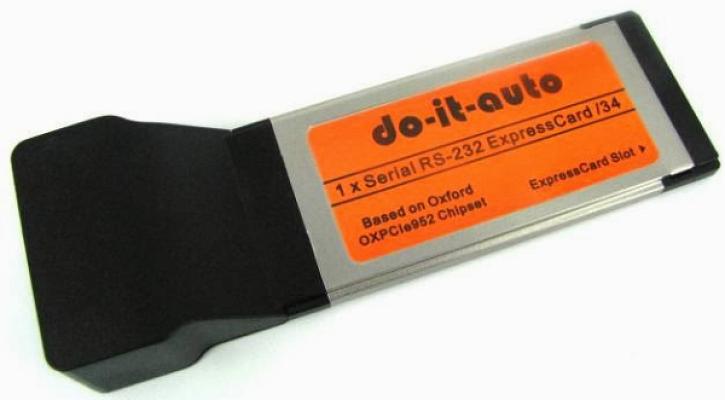 do-it-auto
1 x Serial RS-232 ExpressCard /34
Based on Oxford
OXPCIe952 Chipset
ExpressCard Slot ▸